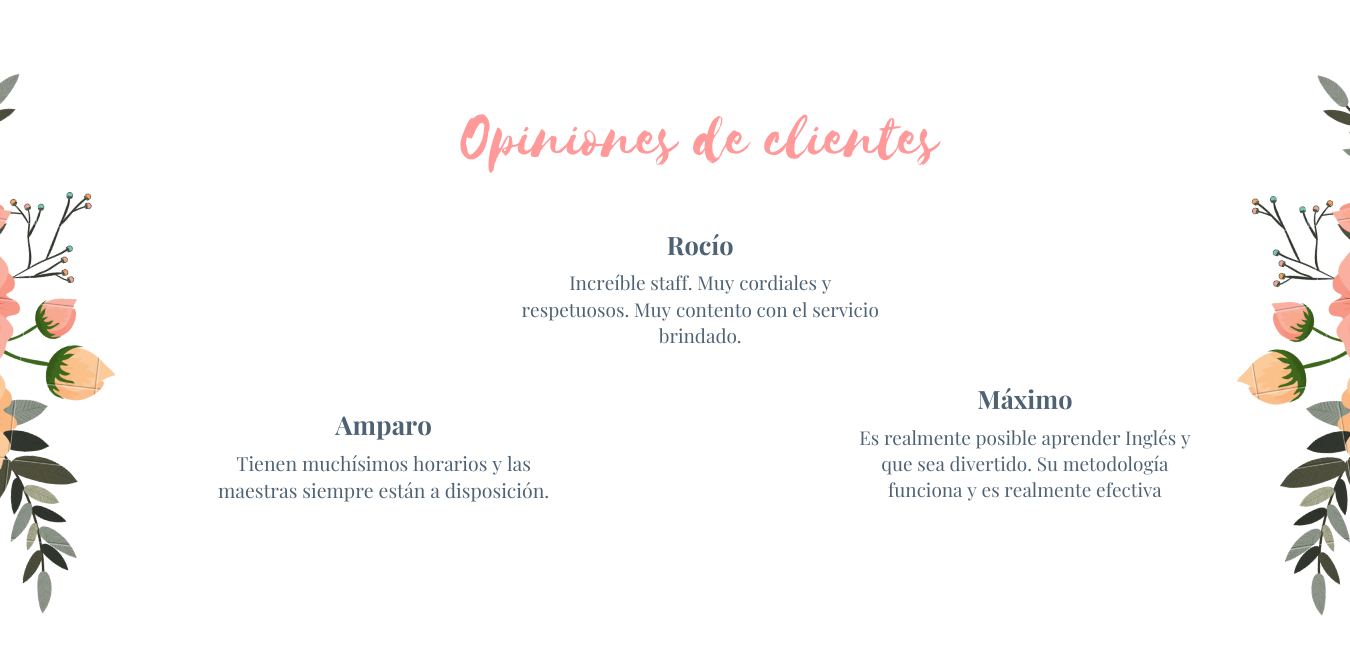 Opiniones de clientes
Rocío
Increíble staff. Muy cordiales y
respetuosos. Muy contento con el servicio
brindado.
Amparo
Tienen muchísimos horarios y las
maestras siempre están a disposición.
Máximo
Es realmente posible aprender Inglés y
que sea divertido. Su metodología
funciona y es realmente efectiva